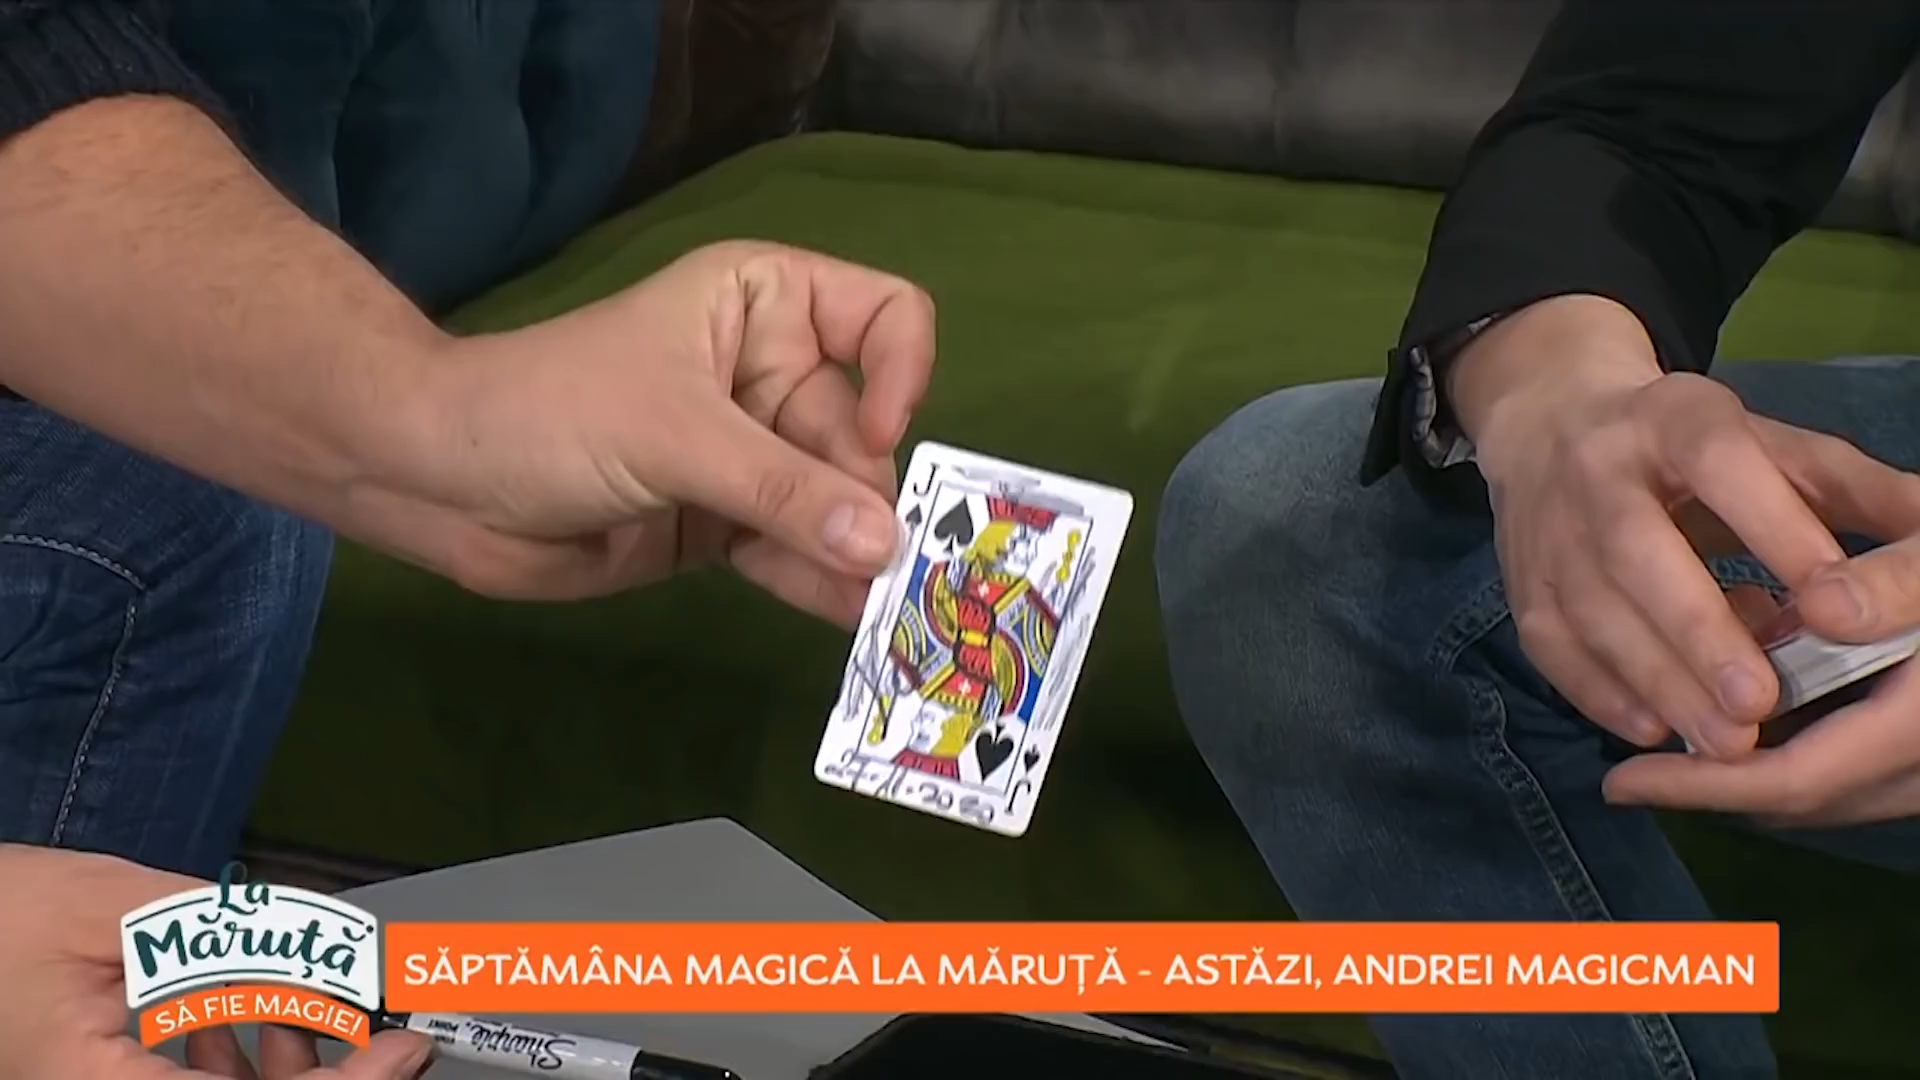 J
27.11.2020
J
La
Măruță
SĂ FIE MAGIE!
SĂPTĂMÂNA MAGICĂ LA MĂRUȚĂ - ASTĂZI, ANDREI MAGICMAN
Sharpie